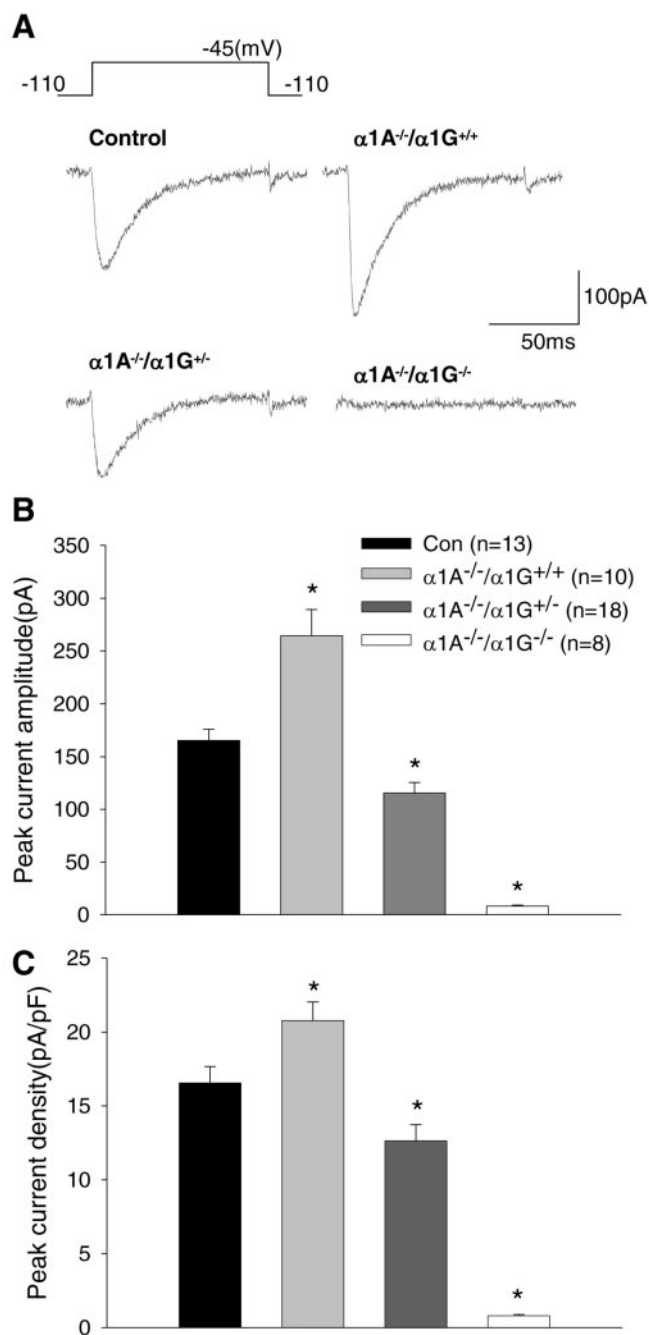 A
-45(mV)
-110 -110
Control α1A⁻/⁻/α1G⁺/⁺
100pA
50ms
α1A⁻/⁻/α1G⁺/⁻ α1A⁻/⁻/α1G⁻/⁻
B
Peak current amplitude(pA)
350
300
250
200
150
100
50
0
Con (n=13)
α1A⁻/⁻/α1G⁺/⁺ (n=10)
α1A⁻/⁻/α1G⁺/⁻ (n=18)
α1A⁻/⁻/α1G⁻/⁻ (n=8)
*
*
*
C
Peak current density(pA/pF)
25
20
15
10
5
0
*
*
*